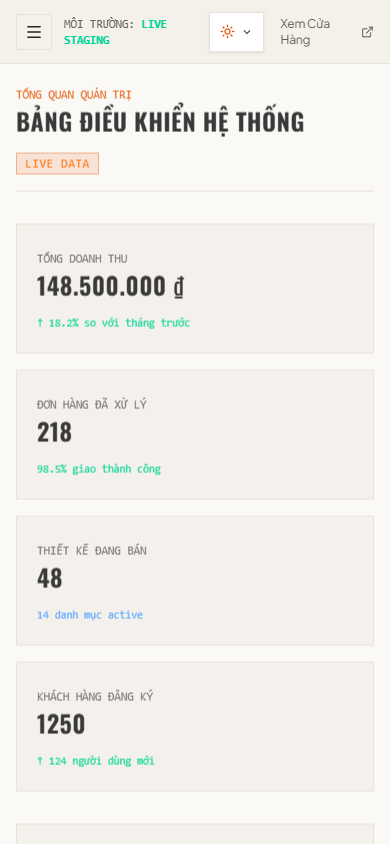 MÔI TRƯỜNG: LIVE
STAGING
Xem Cửa
Hàng
TỔNG QUAN QUẢN TRỊ
BẢNG ĐIỀU KHIỂN HỆ THỐNG
LIVE DATA
TỔNG DOANH THU
148.500.000 ₫
↑ 18.2% so với tháng trước
ĐƠN HÀNG ĐÃ XỬ LÝ
218
98.5% giao thành công
THIẾT KẾ ĐANG BÁN
48
14 danh mục active
KHÁCH HÀNG ĐĂNG KÝ
1250
↑ 124 người dùng mới